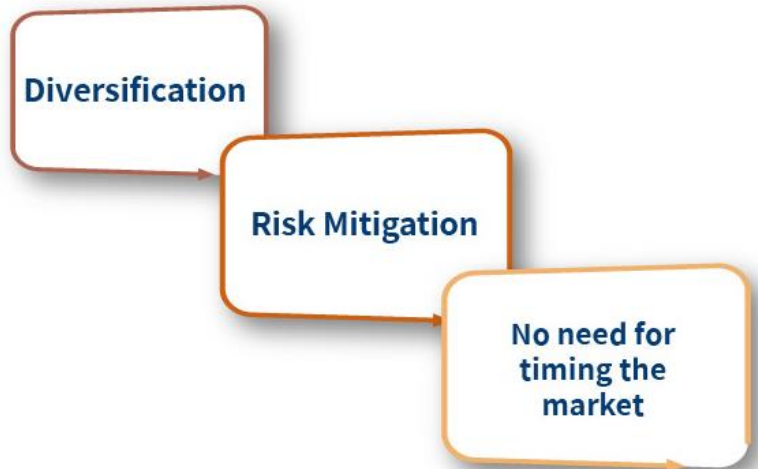 Diversification
Risk Mitigation
No need for
timing the
market